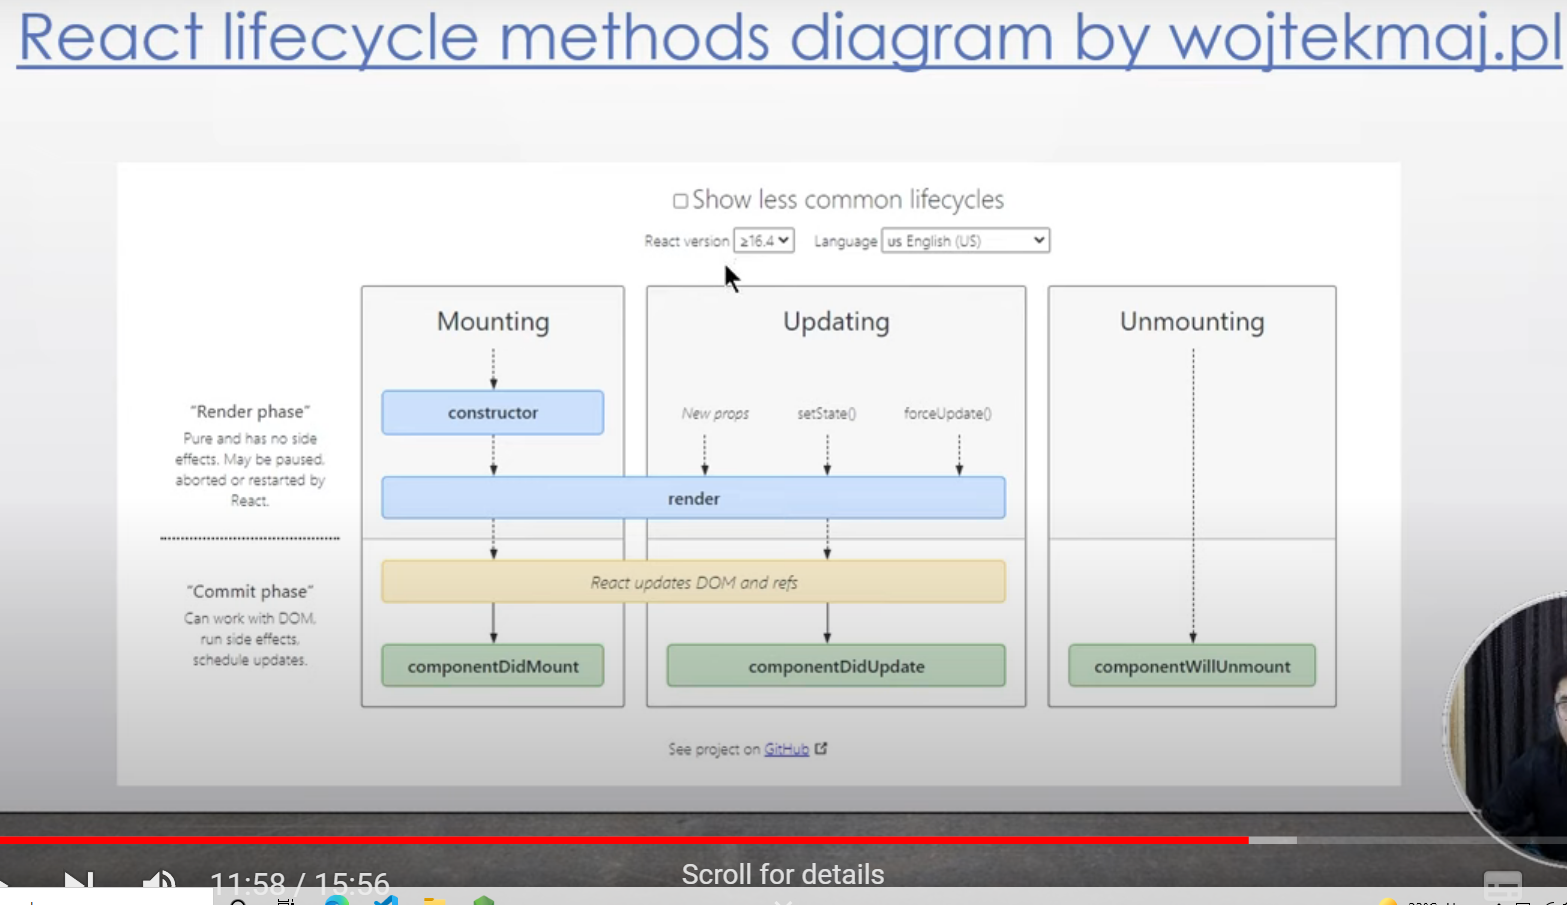 React lifecycle methods diagram by wojtekmaj.pl
Show less common lifecycles
React version ≥16.4 Language us English (US)
Mounting
Updating
Unmounting
“Render phase”
Pure and has no side
effects. May be paused,
aborted or restarted by
React.
constructor
New props
setState()
forceUpdate()
render
“Commit phase”
Can work with DOM,
run side effects,
schedule updates.
React updates DOM and refs
componentDidMount
componentDidUpdate
componentWillUnmount
See project on GitHub
11:58 / 15:56
Scroll for details